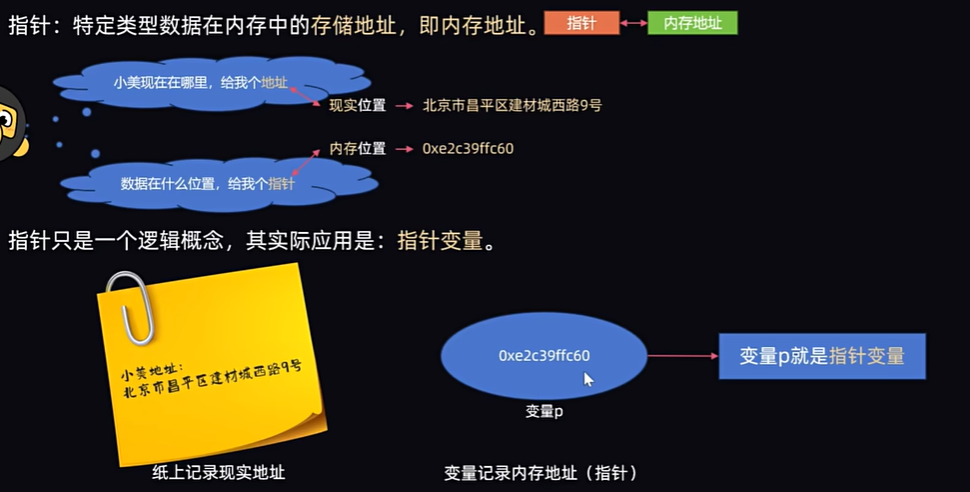 指针：特定类型数据在内存中的存储地址，即内存地址。 指针 内存地址
小美现在在哪里，给我个地址
现实位置 北京市昌平区建材城西路9号
内存位置 0xe2c39ffc60
数据在什么位置，给我个指针
指针只是一个逻辑概念，其实际应用是：指针变量。
小美地址：
北京市昌平区建材城西路9号
纸上记录现实地址
0xe2c39ffc60
变量p就是指针变量
变量p
变量记录内存地址（指针）